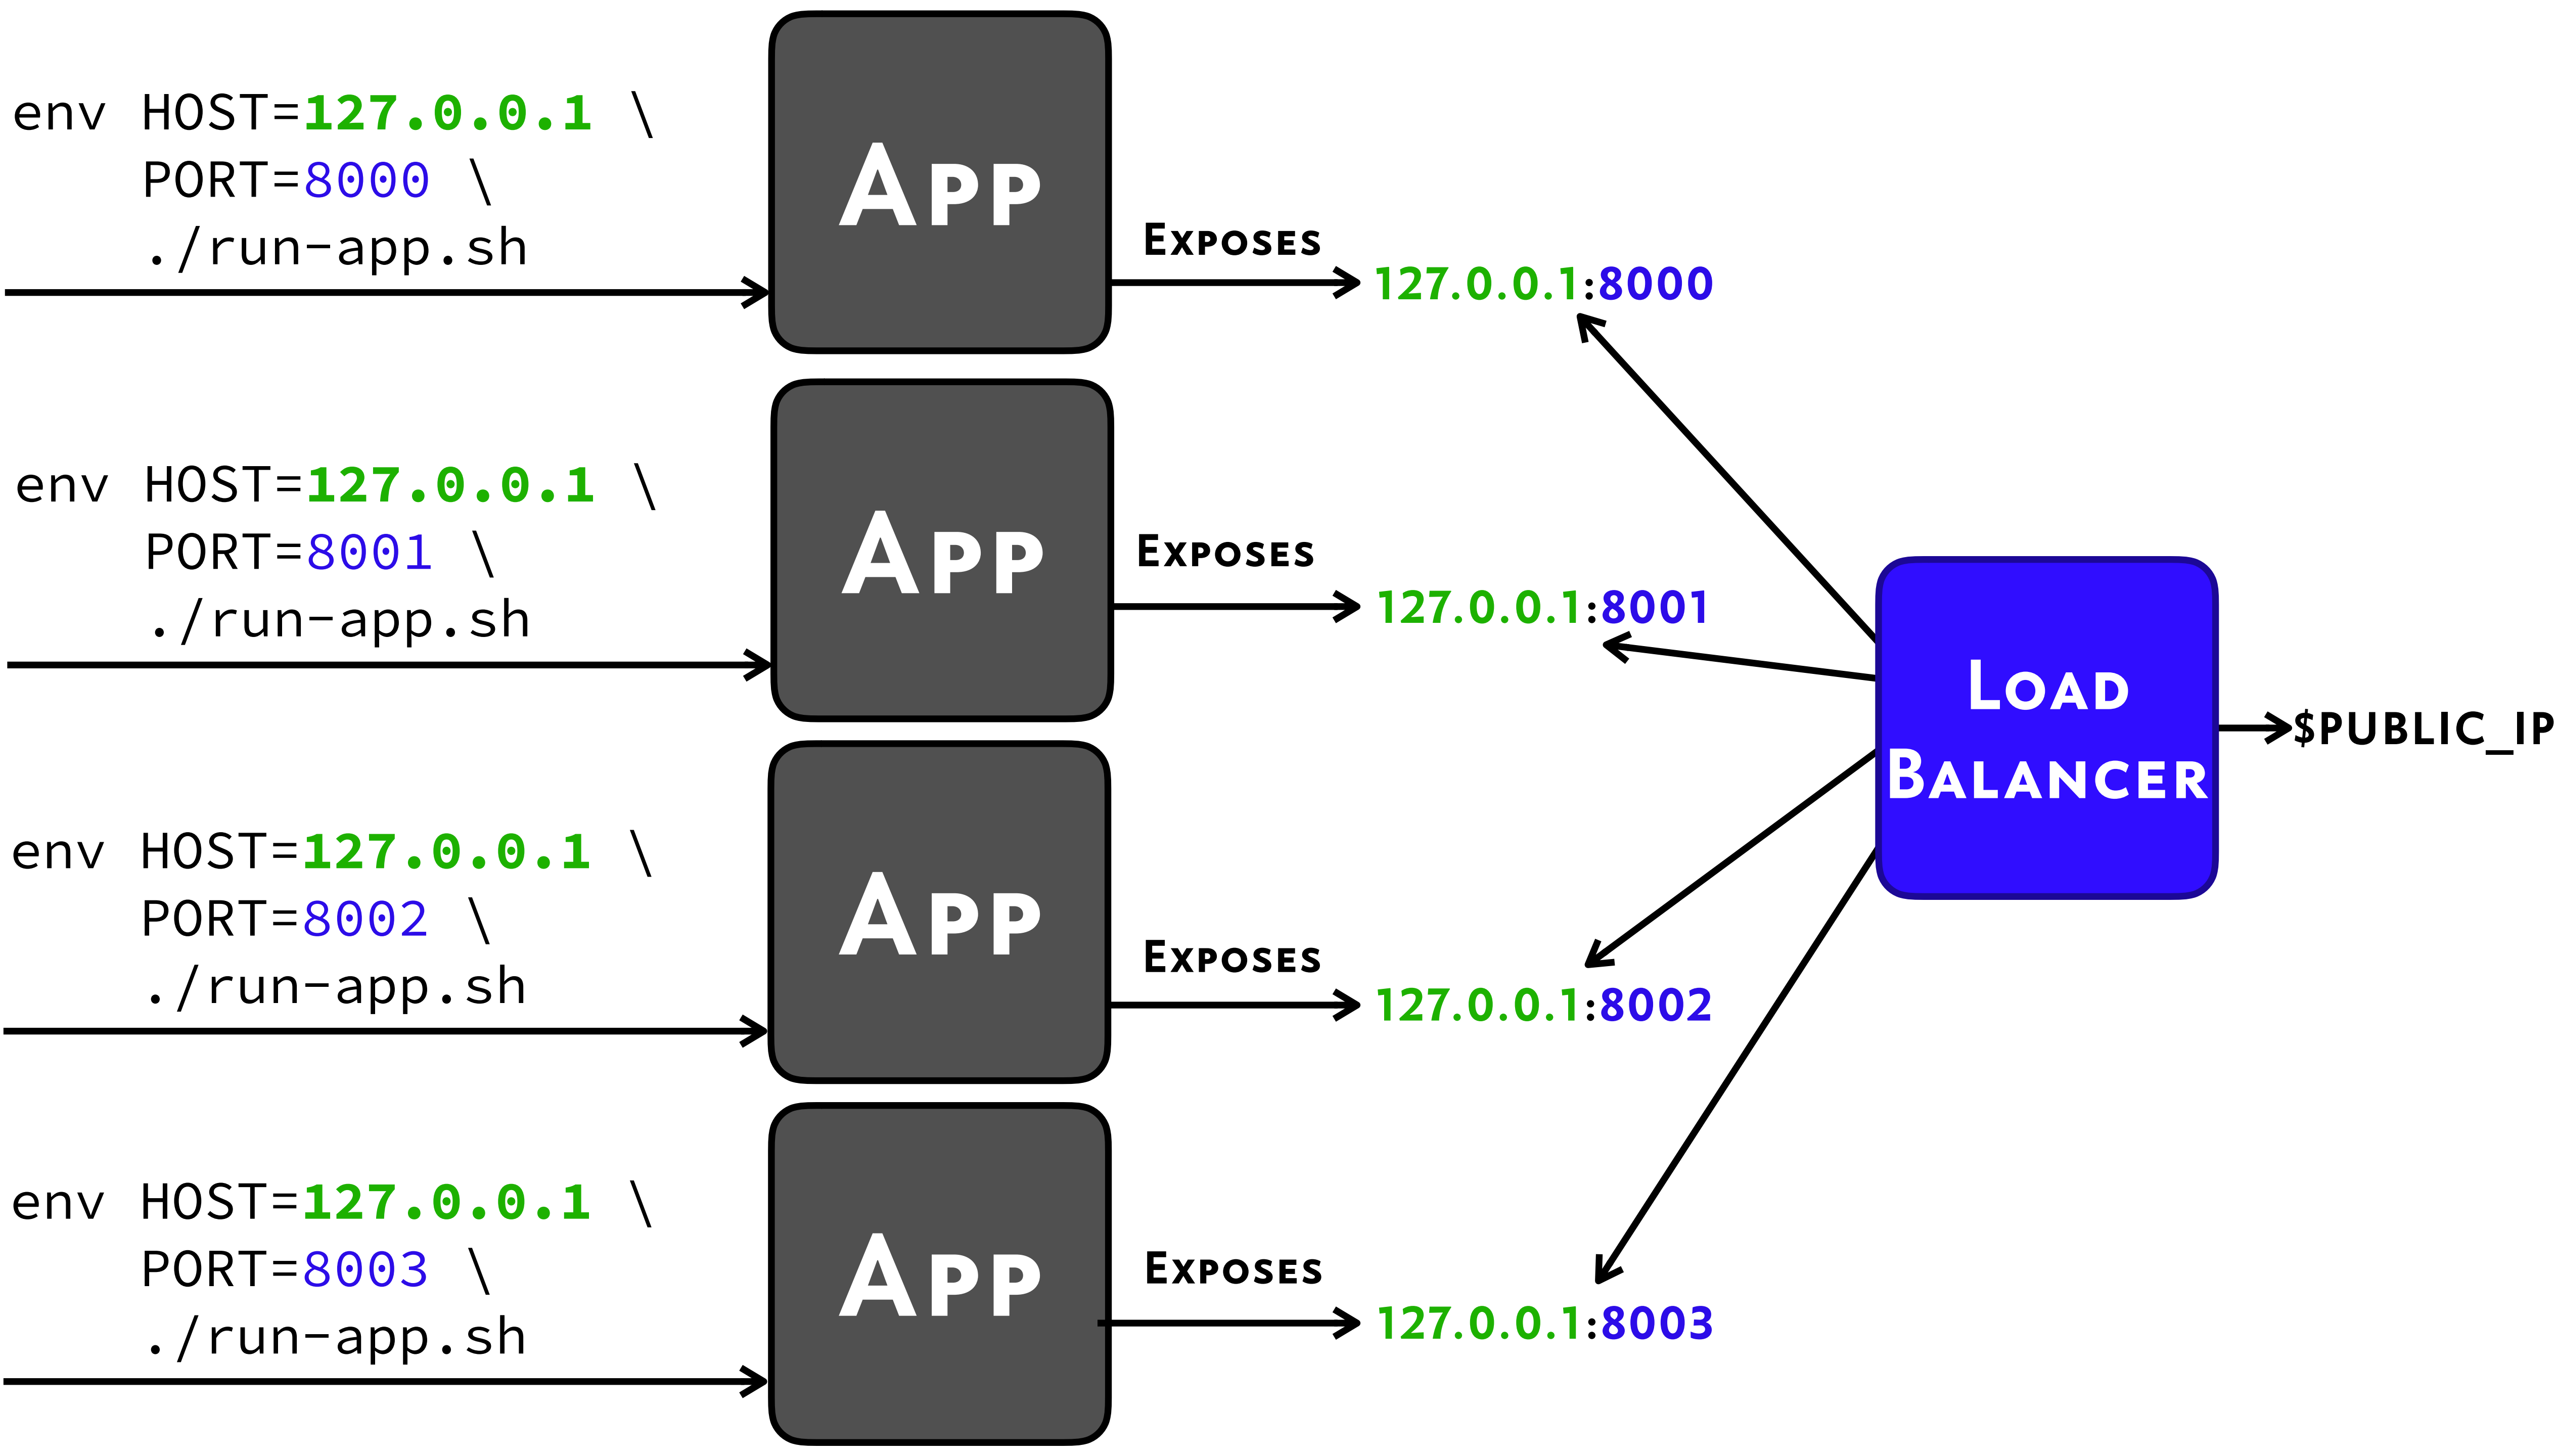 env HOST=127.0.0.1 \
PORT=8000 \
./run-app.sh
App
Exposes
127.0.0.1:8000
env HOST=127.0.0.1 \
PORT=8001 \
./run-app.sh
App
Exposes
127.0.0.1:8001
Load
Balancer
$PUBLIC_IP
env HOST=127.0.0.1 \
PORT=8002 \
./run-app.sh
App
Exposes
127.0.0.1:8002
env HOST=127.0.0.1 \
PORT=8003 \
./run-app.sh
App
Exposes
127.0.0.1:8003